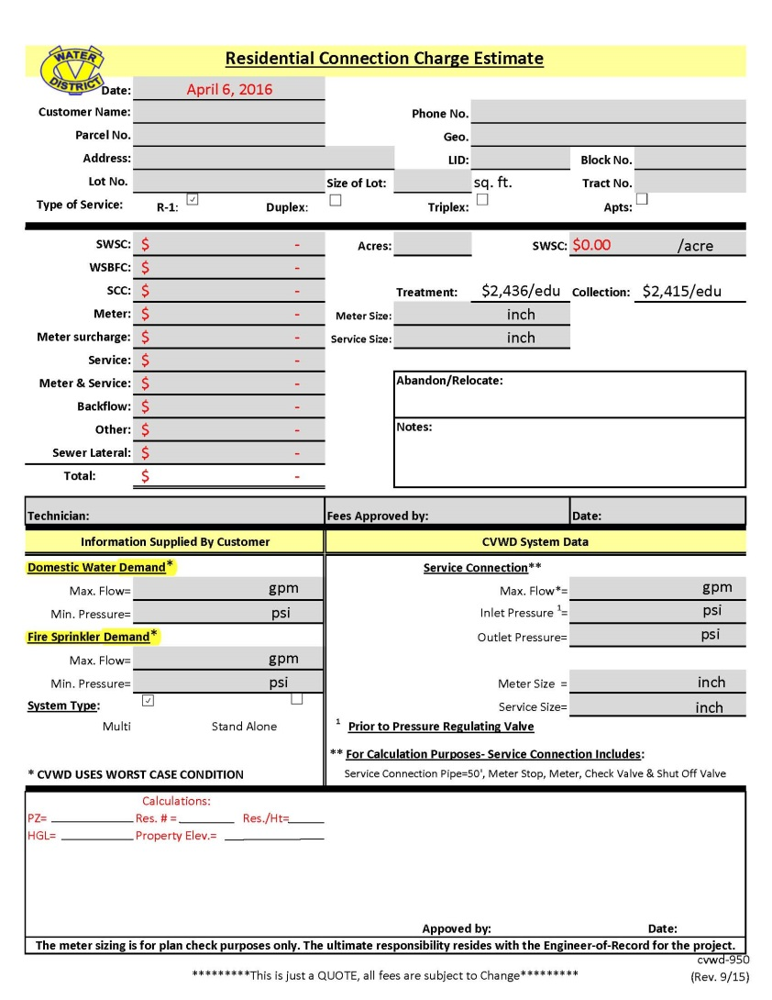 Residential Connection Charge Estimate
WATER
CV
DISTRICT
Date: April 6, 2016
Customer Name: Phone No.
Parcel No. Geo.
Address: LID: Block No.
Lot No. Size of Lot: sq. ft. Tract No.
Type of Service: R-1: ✓ Duplex: Triplex: Apts:
SWSC: $ - Acres: SWSC: $0.00 /acre
WSBFC: $ -
SCC: $ - Treatment: $2,436/edu Collection: $2,415/edu
Meter: $ - Meter Size: inch
Meter surcharge: $ - Service Size: inch
Service: $ -
Meter & Service: $ - Abandon/Relocate:
Backflow: $ -
Other: $ - Notes:
Sewer Lateral: $ -
Total: $ -
Technician: Fees Approved by: Date:
Information Supplied By Customer CVWD System Data
Domestic Water Demand* Service Connection**
Max. Flow= gpm Max. Flow*= gpm
Min. Pressure= psi Inlet Pressure ¹= psi
Fire Sprinkler Demand* Outlet Pressure= psi
Max. Flow= gpm
Min. Pressure= psi Meter Size = inch
System Type: ✓ Service Size= inch
Multi Stand Alone ¹ Prior to Pressure Regulating Valve
** For Calculation Purposes- Service Connection Includes:
* CVWD USES WORST CASE CONDITION Service Connection Pipe=50', Meter Stop, Meter, Check Valve & Shut Off Valve
Calculations:
PZ= Res. # = Res./Ht=
HGL= Property Elev.=
Appoved by: Date:
The meter sizing is for plan check purposes only. The ultimate responsibility resides with the Engineer-of-Record for the project.
cvwd-950
*********This is just a QUOTE, all fees are subject to Change********* (Rev. 9/15)